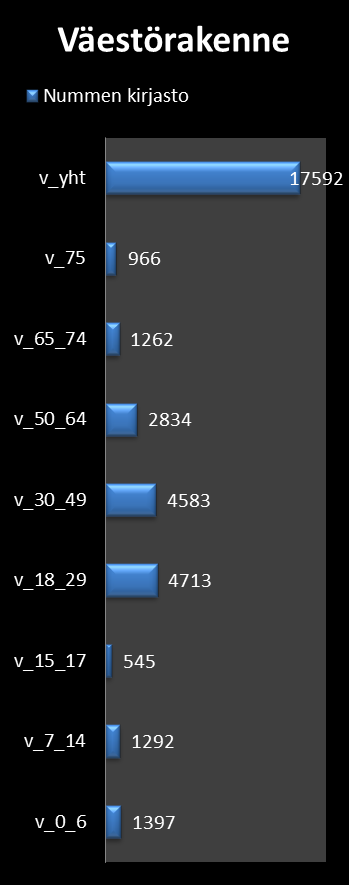 Väestörakenne
Nummen kirjasto
v_yht 17592
v_75 966
v_65_74 1262
v_50_64 2834
v_30_49 4583
v_18_29 4713
v_15_17 545
v_7_14 1292
v_0_6 1397